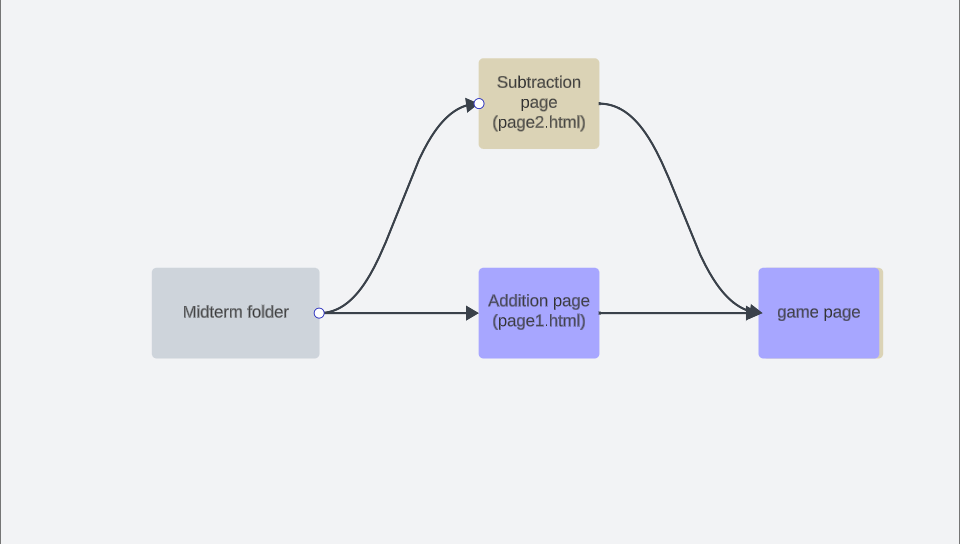 Subtraction
page
(page2.html)
Midterm folder
Addition page
(page1.html)
game page